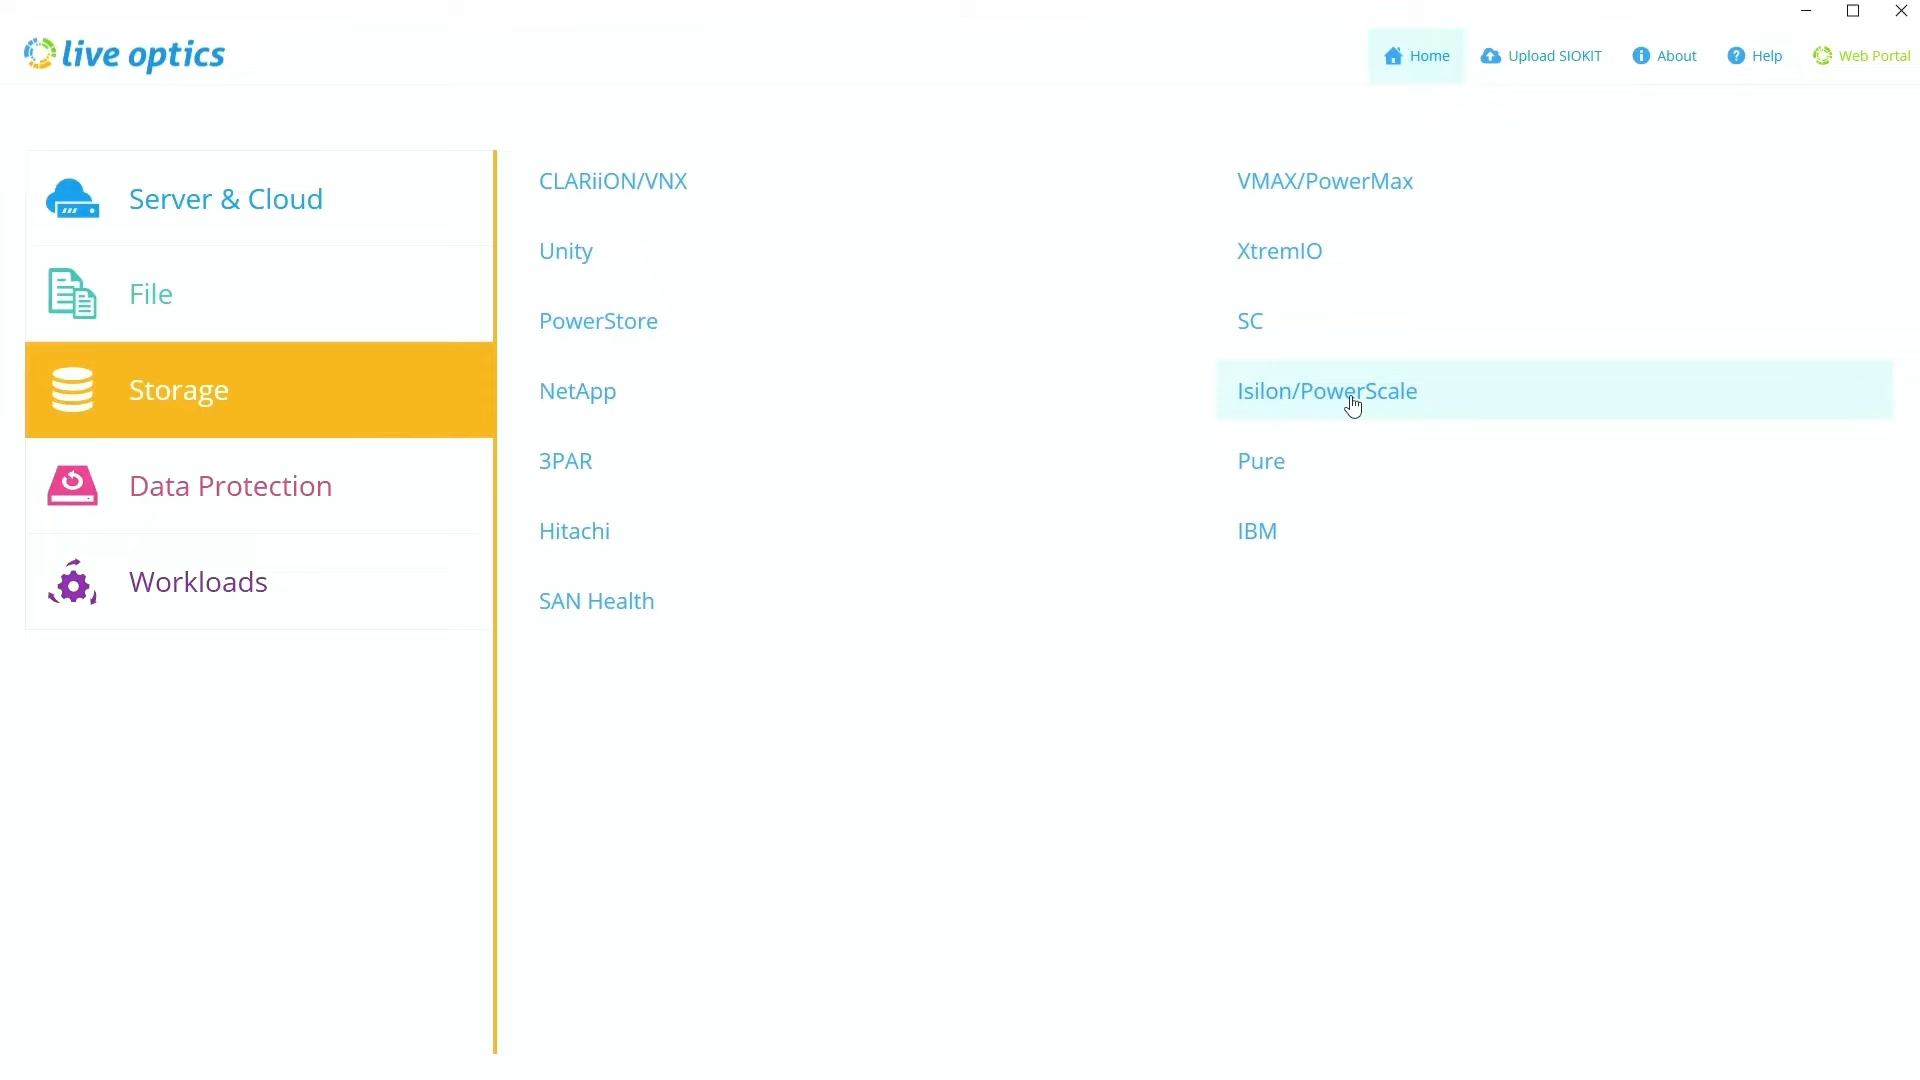 live optics
Home
Upload SIOKIT
About
Help
Web Portal
Server & Cloud
File
Storage
Data Protection
Workloads
CLARiiON/VNX
VMAX/PowerMax
Unity
XtremIO
PowerStore
SC
NetApp
Isilon/PowerScale
3PAR
Pure
Hitachi
IBM
SAN Health